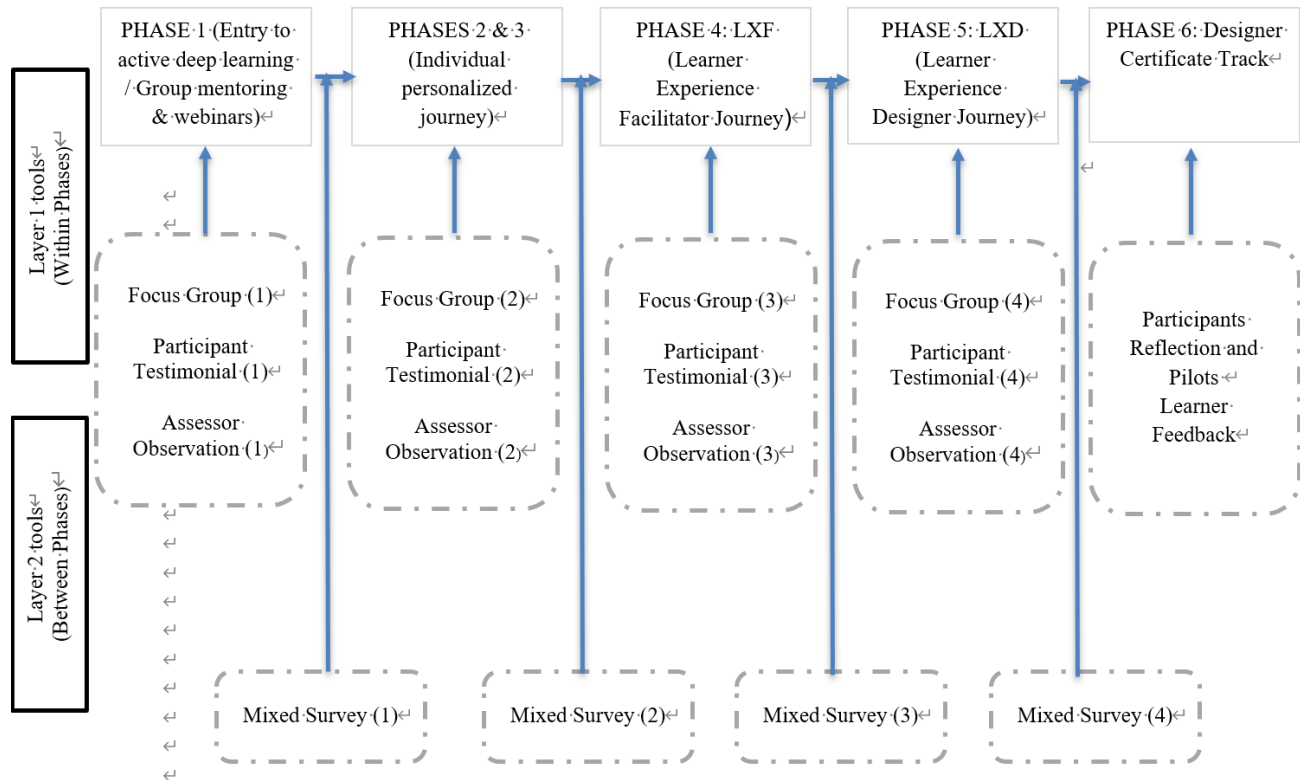 PHASE 1 (Entry to
active deep learning
/ Group mentoring
& webinars)
PHASES 2 & 3
(Individual
personalized
journey)
PHASE 4: LXF
(Learner
Experience
Facilitator Journey)
PHASE 5: LXD
(Learner
Experience
Designer Journey)
PHASE 6: Designer
Certificate Track
Layer 1 tools
(Within Phases)
Focus Group (1)
Participant
Testimonial (1)
Assessor
Observation (1)
Focus Group (2)
Participant
Testimonial (2)
Assessor
Observation (2)
Focus Group (3)
Participant
Testimonial (3)
Assessor
Observation (3)
Focus Group (4)
Participant
Testimonial (4)
Assessor
Observation (4)
Participants
Reflection and
Pilots
Learner
Feedback
Layer 2 tools
(Between Phases)
Mixed Survey (1)
Mixed Survey (2)
Mixed Survey (3)
Mixed Survey (4)